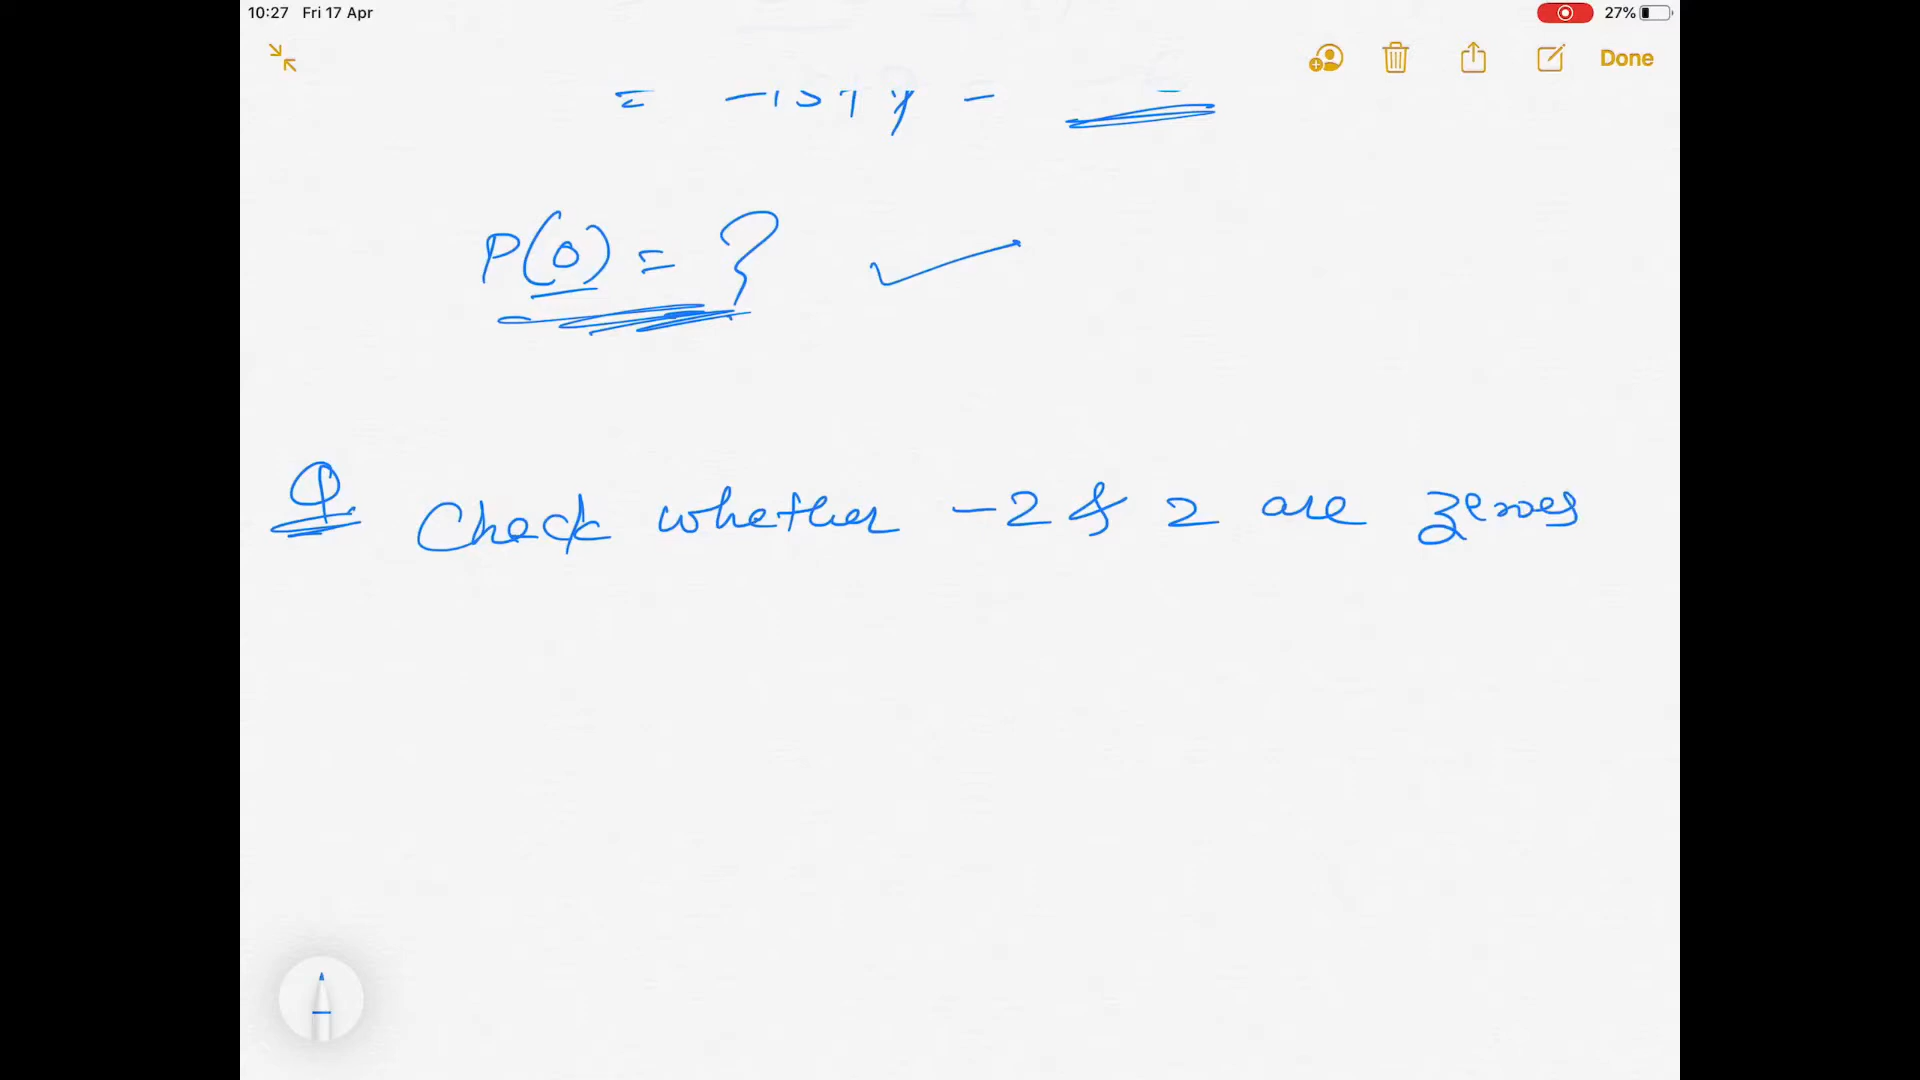 10:27 Fri 17 Apr 27%
Done
P(0) = ?
Q. Check whether -2 & 2 are zeroes